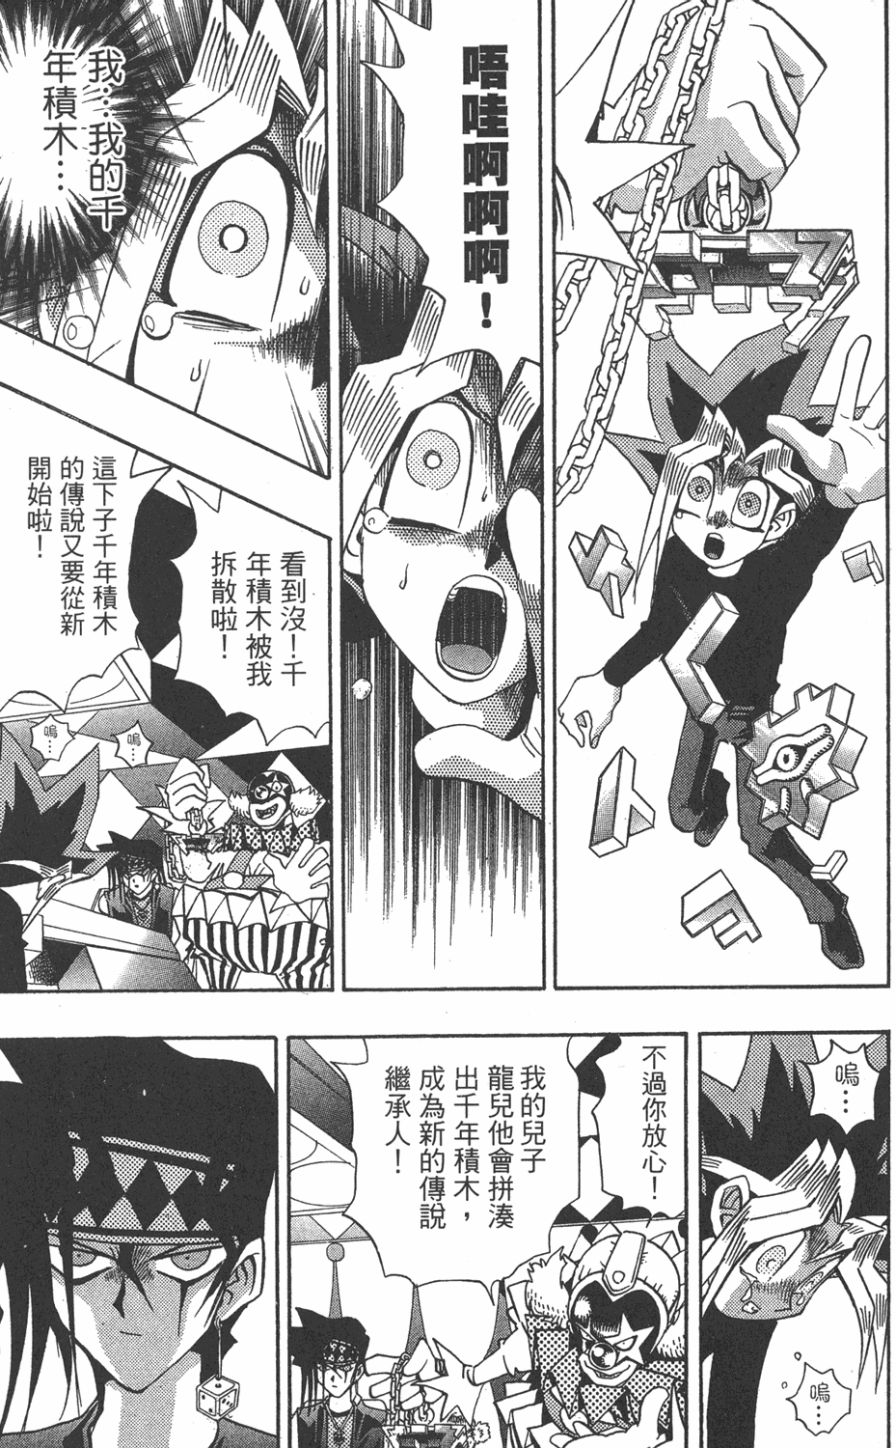 唔哇啊啊啊！
我…我的千
年積木…
看到沒！千
年積木被我
拆散啦！
這下子千年積木
的傳說又要從新
開始啦！
嗚…
嗚…
嗚…
嗚…
不過你放心！
我的兒子
龍兒他會拼湊
出千年積木，
成為新的傳說
繼承人！